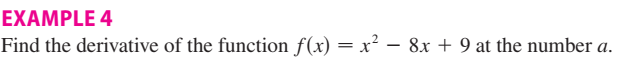 EXAMPLE 4
Find the derivative of the function f(x) = x² − 8x + 9 at the number a.